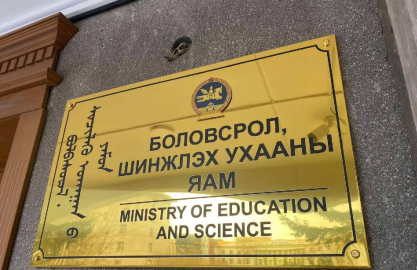 БОЛОВСРОЛ,
ШИНЖЛЭХ УХААНЫ
ЯАМ
MINISTRY OF EDUCATION
AND SCIENCE